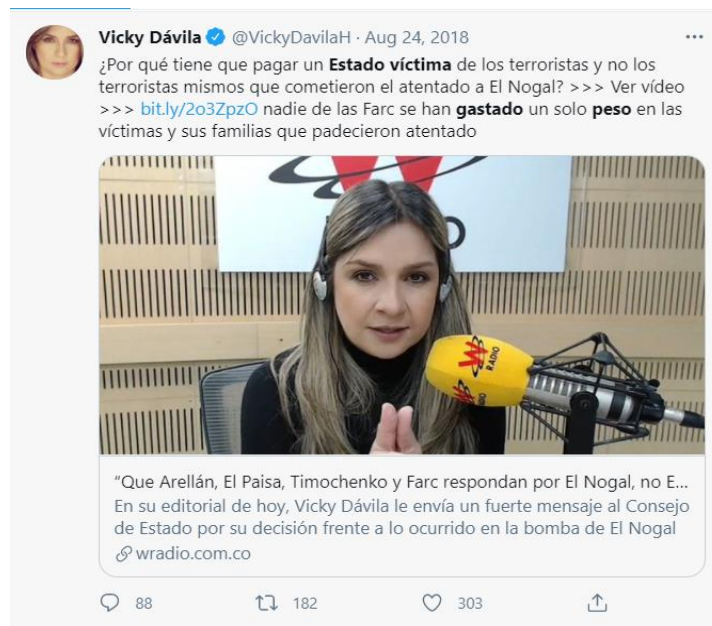 Vicky Dávila @VickyDavilaH · Aug 24, 2018
¿Por qué tiene que pagar un Estado víctima de los terroristas y no los
terroristas mismos que cometieron el atentado a El Nogal? >>> Ver vídeo
>>> bit.ly/2o3ZpzO nadie de las Farc se han gastado un solo peso en las
víctimas y sus familias que padecieron atentado
W
RADIO
W
“Que Arellán, El Paisa, Timochenko y Farc respondan por El Nogal, no E...
En su editorial de hoy, Vicky Dávila le envía un fuerte mensaje al Consejo
de Estado por su decisión frente a lo ocurrido en la bomba de El Nogal
wradio.com.co
88 182 303